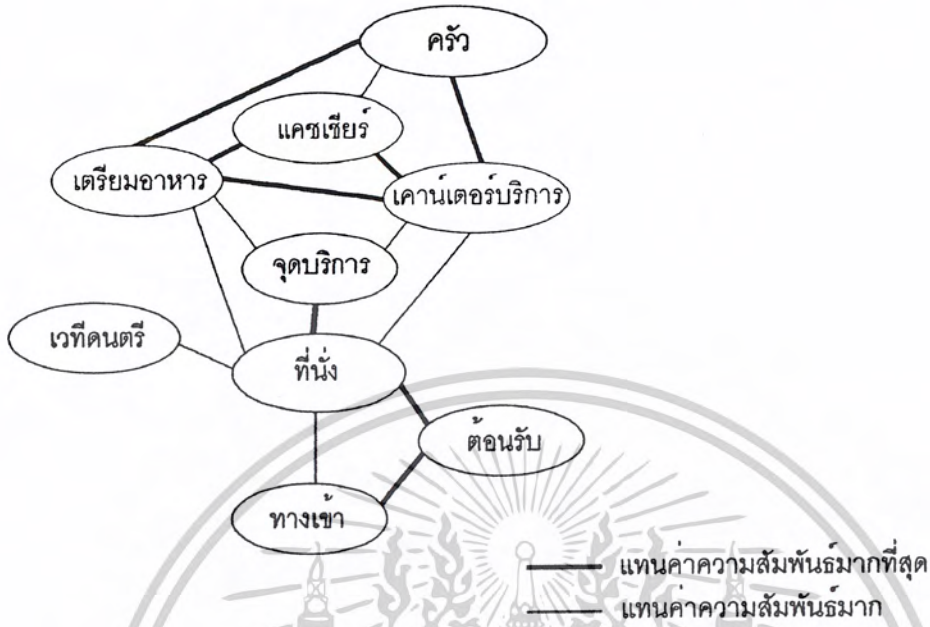 ครัว
แคชเชียร์
เตรียมอาหาร
เคาน์เตอร์บริการ
จุดบริการ
เวทีดนตรี
ที่นั่ง
ต้อนรับ
ทางเข้า
แทนค่าความสัมพันธ์มากที่สุด
แทนค่าความสัมพันธ์มาก